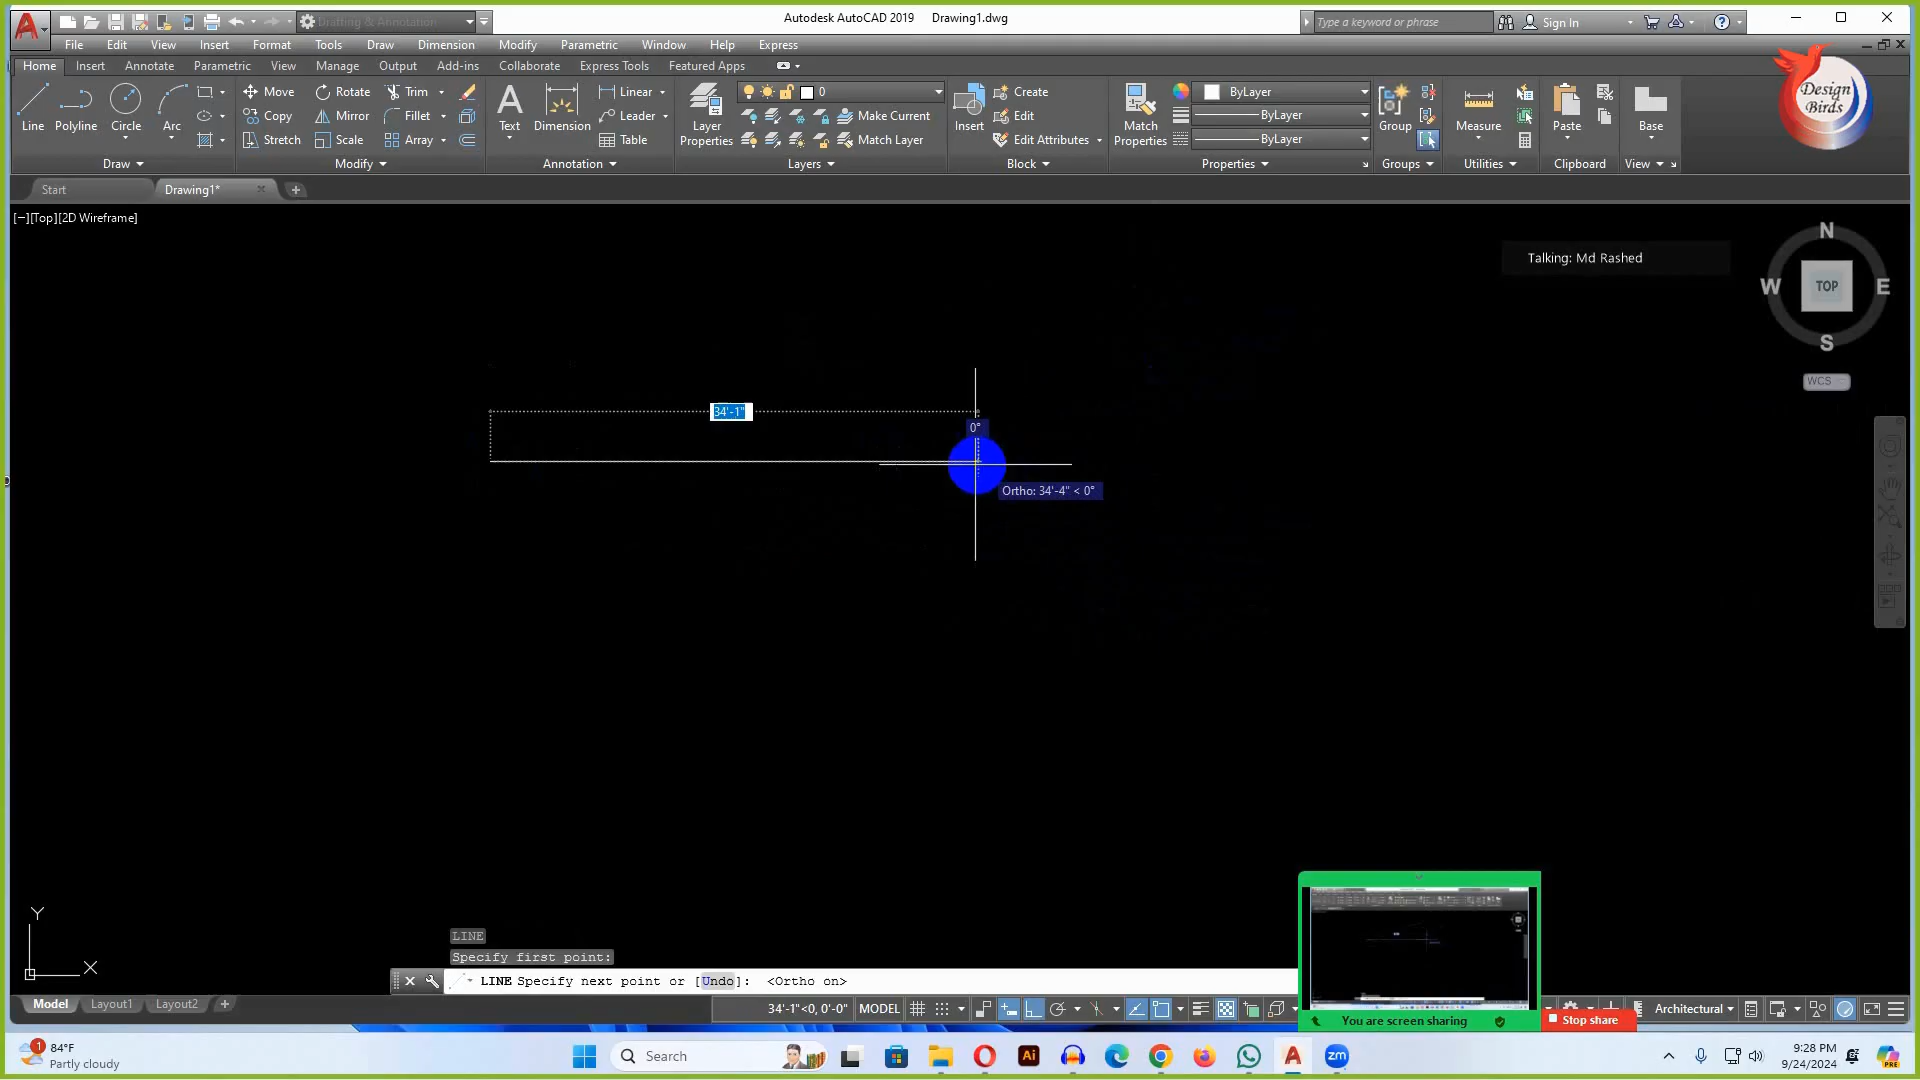 Drafting & Annotation
Autodesk AutoCAD 2019 Drawing1.dwg
Type a keyword or phrase
Sign In
File Edit View Insert Format Tools Draw Dimension Modify Parametric Window Help Express
Home Insert Annotate Parametric View Manage Output Add-ins Collaborate Express Tools Featured Apps
Line Polyline Circle Arc
Draw
Move Rotate Trim
Copy Mirror Fillet
Stretch Scale Array
Modify
Text Dimension
Linear
Leader
Table
Annotation
Layer
Properties
0
Make Current
Match Layer
Layers
Insert
Create
Edit
Edit Attributes
Block
Match
Properties
ByLayer
ByLayer
ByLayer
Properties
Group
Groups
Measure
Utilities
Paste
Clipboard
Base
View
Design
Birds
Start
Drawing1*
[−][Top][2D Wireframe]
Talking: Md Rashed
N
W TOP E
S
WCS
34'-1"
0°
Ortho: 34'-4" < 0°
Y
X
LINE
Specify first point:
LINE Specify next point or [Undo]: <Ortho on>
Model Layout1 Layout2
34'-1"<0, 0'-0" MODEL
Architectural
You are screen sharing
Stop share
1
84°F
Partly cloudy
Search
Ai
A
zm
9:28 PM
9/24/2024
PRE